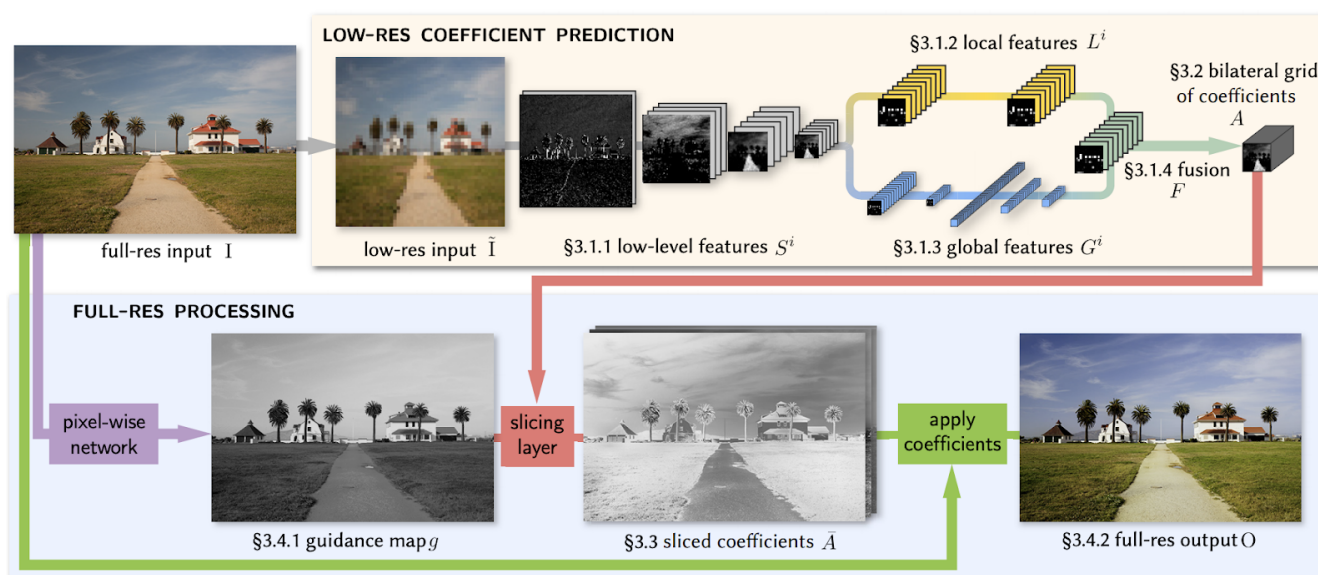 LOW-RES COEFFICIENT PREDICTION
full-res input I
low-res input Ĩ
§3.1.1 low-level features Sⁱ
§3.1.2 local features Lⁱ
§3.1.3 global features Gⁱ
§3.1.4 fusion
F
§3.2 bilateral grid
of coefficients
A
FULL-RES PROCESSING
pixel-wise
network
§3.4.1 guidance map g
slicing
layer
§3.3 sliced coefficients Ā
apply
coefficients
§3.4.2 full-res output O